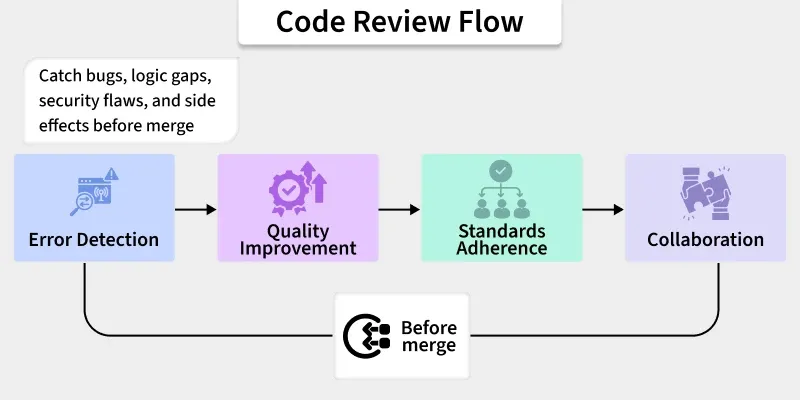 Code Review Flow
Catch bugs, logic gaps,
security flaws, and side
effects before merge
Error Detection
Quality
Improvement
Standards
Adherence
Collaboration
Before
merge